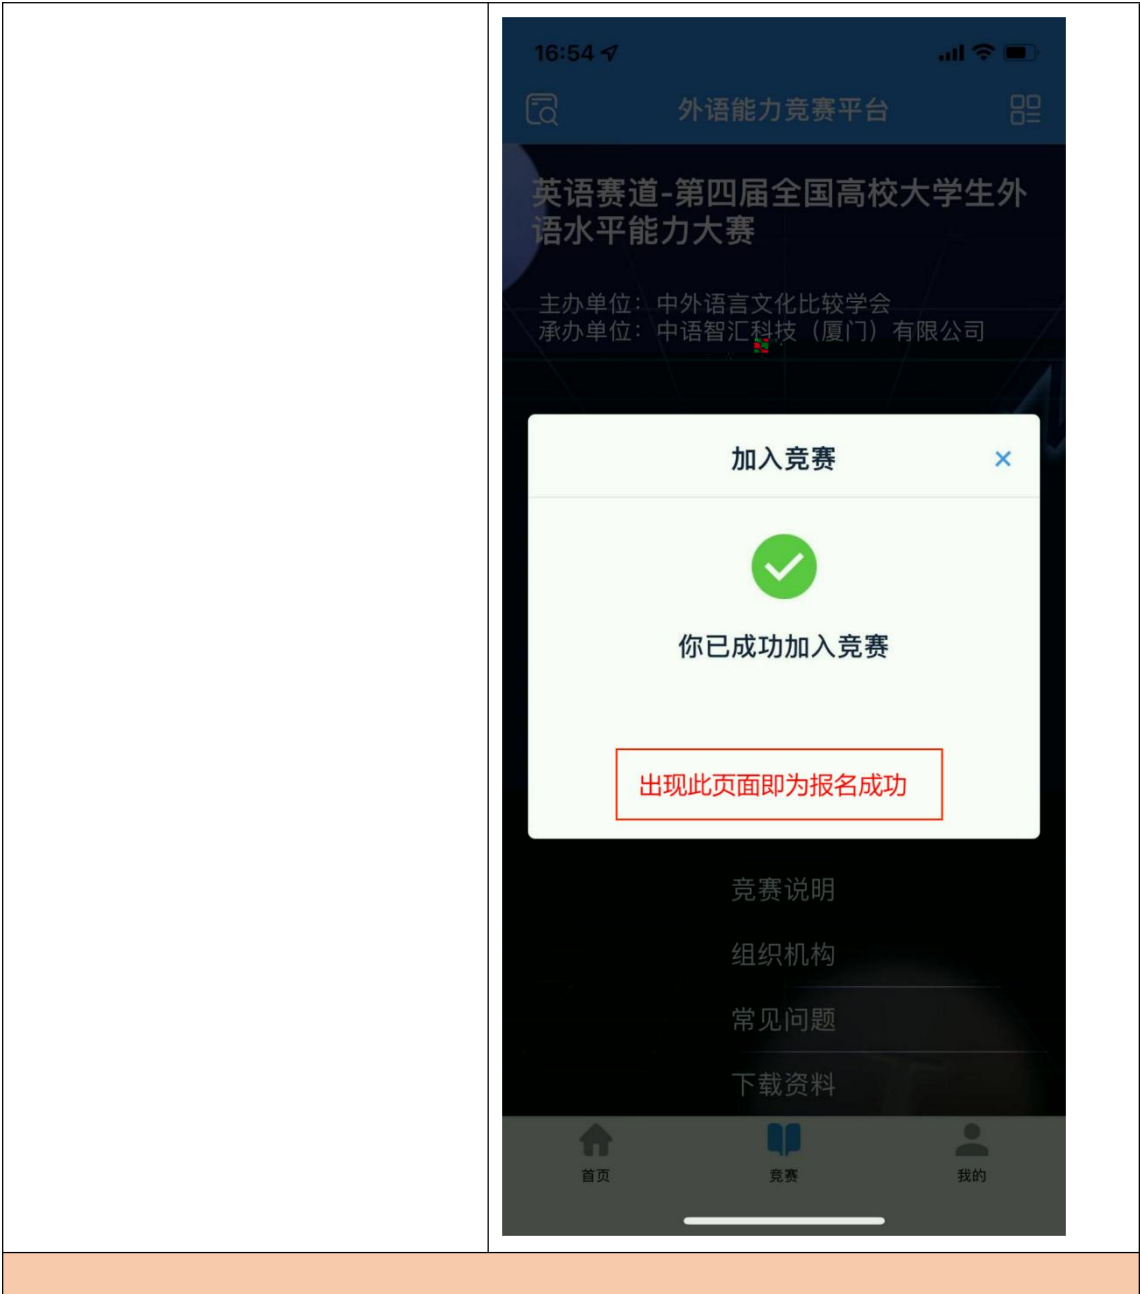 16:54
外语能力竞赛平台
英语赛道-第四届全国高校大学生外
语水平能力大赛
主办单位：中外语言文化比较学会
承办单位：中语智汇科技（厦门）有限公司
加入竞赛
你已成功加入竞赛
出现此页面即为报名成功
竞赛说明
组织机构
常见问题
下载资料
首页
竞赛
我的